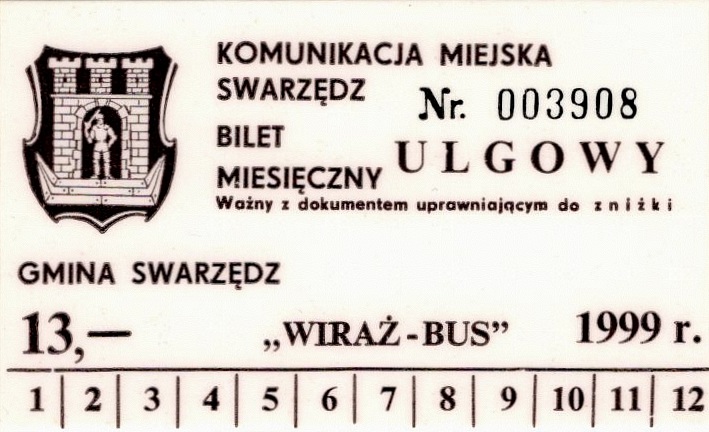 KOMUNIKACJA MIEJSKA
SWARZĘDZ
Nr. 003908
BILET
MIESIĘCZNY
ULGOWY
Ważny z dokumentem uprawniającym do zniżki
GMINA SWARZĘDZ
13,— „WIRAŻ-BUS” 1999 r.
1 2 3 4 5 6 7 8 9 10 11 12